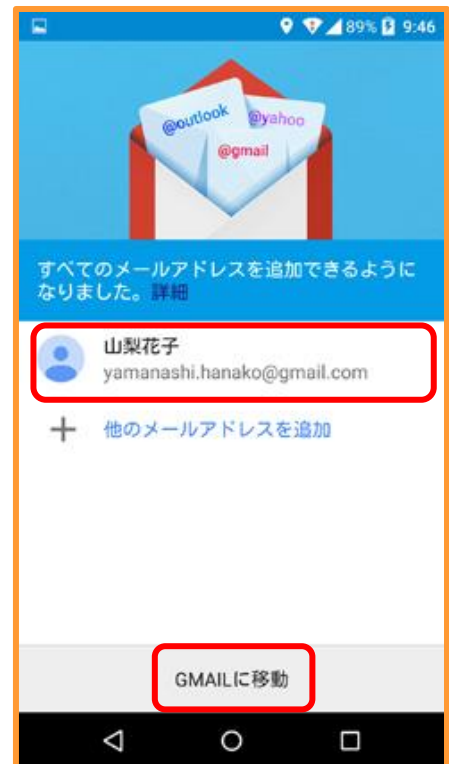 89% 9:46
@outlook @yahoo
@gmail
すべてのメールアドレスを追加できるように
なりました。詳細
山梨花子
yamanashi.hanako@gmail.com
他のメールアドレスを追加
GMAILに移動